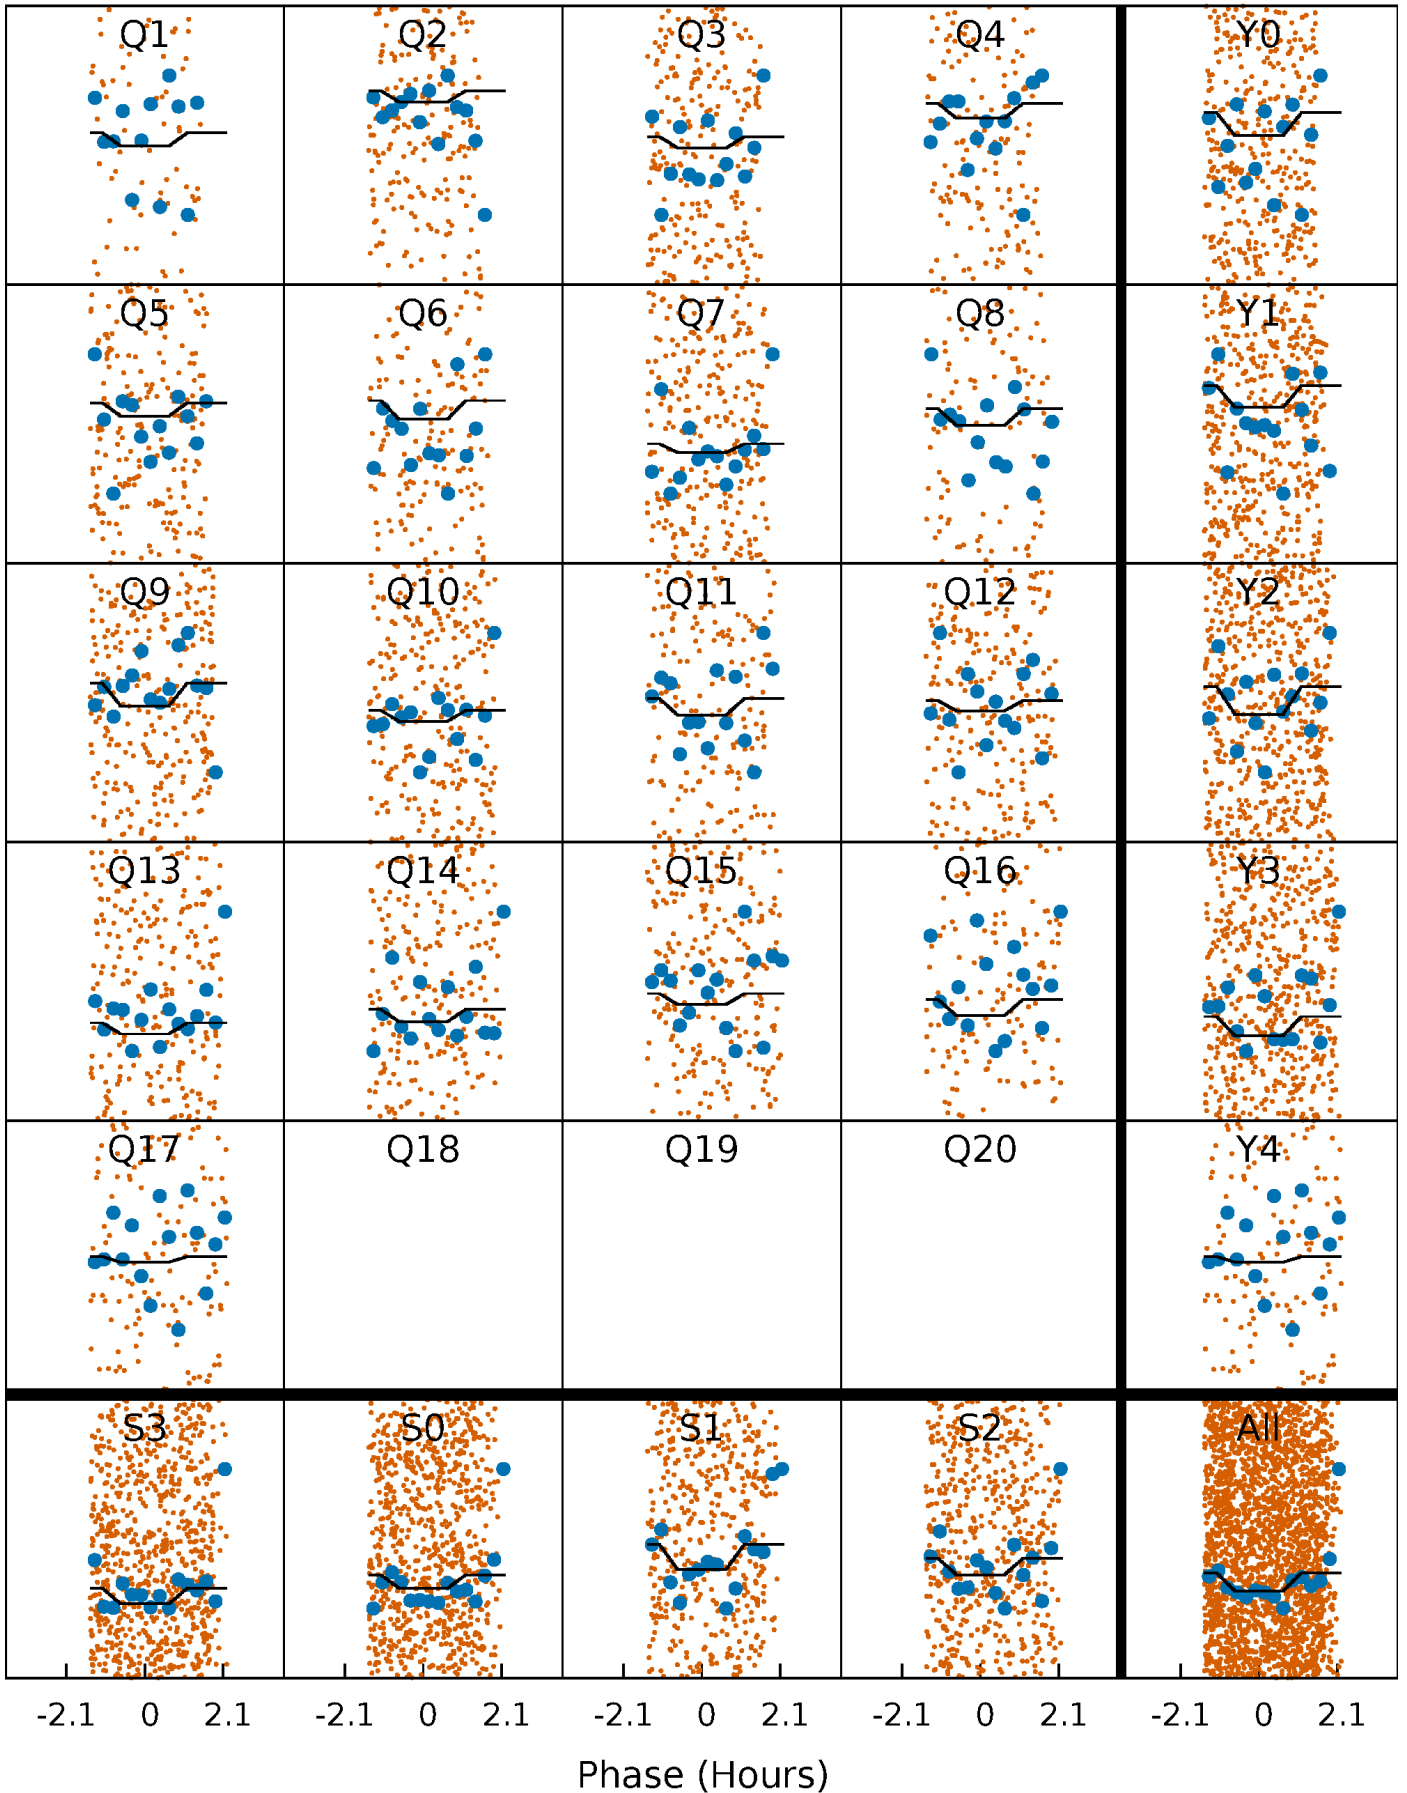 Q1 Q2 Q3 Q4 Y0
Q5 Q6 Q7 Q8 Y1
Q9 Q10 Q11 Q12 Y2
Q13 Q14 Q15 Q16 Y3
Q17 Q18 Q19 Q20 Y4
S3 S0 S1 S2 All
-2.1 0 2.1 -2.1 0 2.1 -2.1 0 2.1 -2.1 0 2.1 -2.1 0 2.1
Phase (Hours)